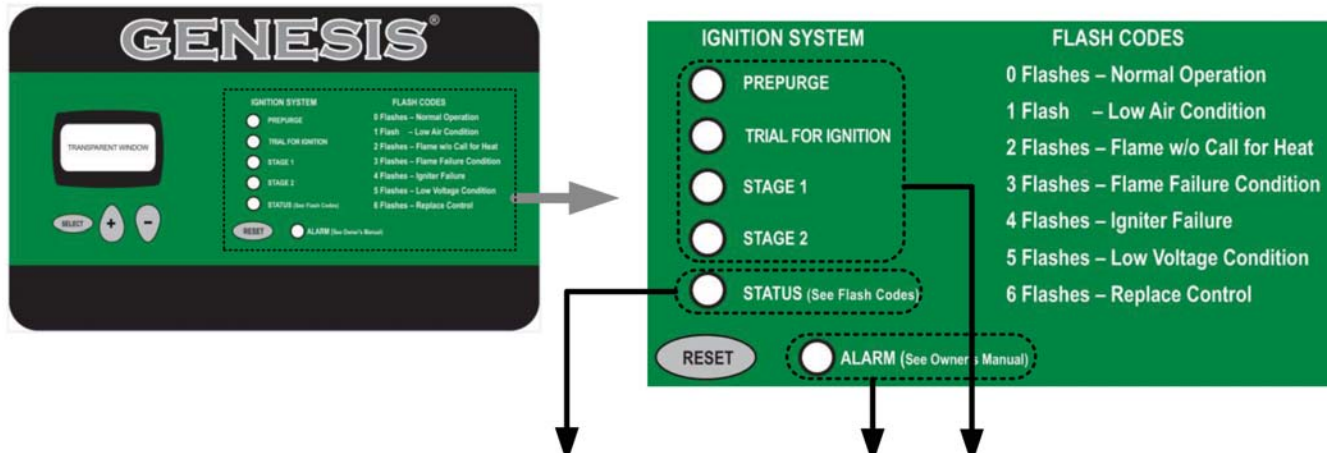 GENESIS®
TRANSPARENT WINDOW
SELECT
+
-
IGNITION SYSTEM
PREPURGE
TRIAL FOR IGNITION
STAGE 1
STAGE 2
STATUS (See Flash Codes)
RESET
ALARM (See Owner's Manual)
FLASH CODES
0 Flashes – Normal Operation
1 Flash – Low Air Condition
2 Flashes – Flame w/o Call for Heat
3 Flashes – Flame Failure Condition
4 Flashes – Igniter Failure
5 Flashes – Low Voltage Condition
6 Flashes – Replace Control
IGNITION SYSTEM
PREPURGE
TRIAL FOR IGNITION
STAGE 1
STAGE 2
STATUS (See Flash Codes)
RESET
ALARM (See Owner's Manual)
FLASH CODES
0 Flashes – Normal Operation
1 Flash – Low Air Condition
2 Flashes – Flame w/o Call for Heat
3 Flashes – Flame Failure Condition
4 Flashes – Igniter Failure
5 Flashes – Low Voltage Condition
6 Flashes – Replace Control